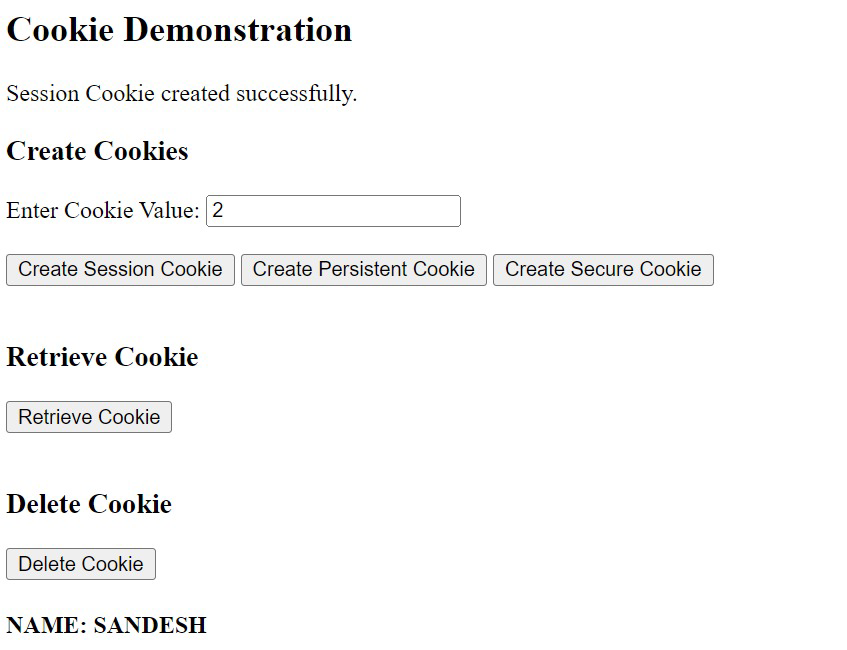 Cookie Demonstration
Session Cookie created successfully.
Create Cookies
Enter Cookie Value: 2
Create Session Cookie Create Persistent Cookie Create Secure Cookie
Retrieve Cookie
Retrieve Cookie
Delete Cookie
Delete Cookie
NAME: SANDESH